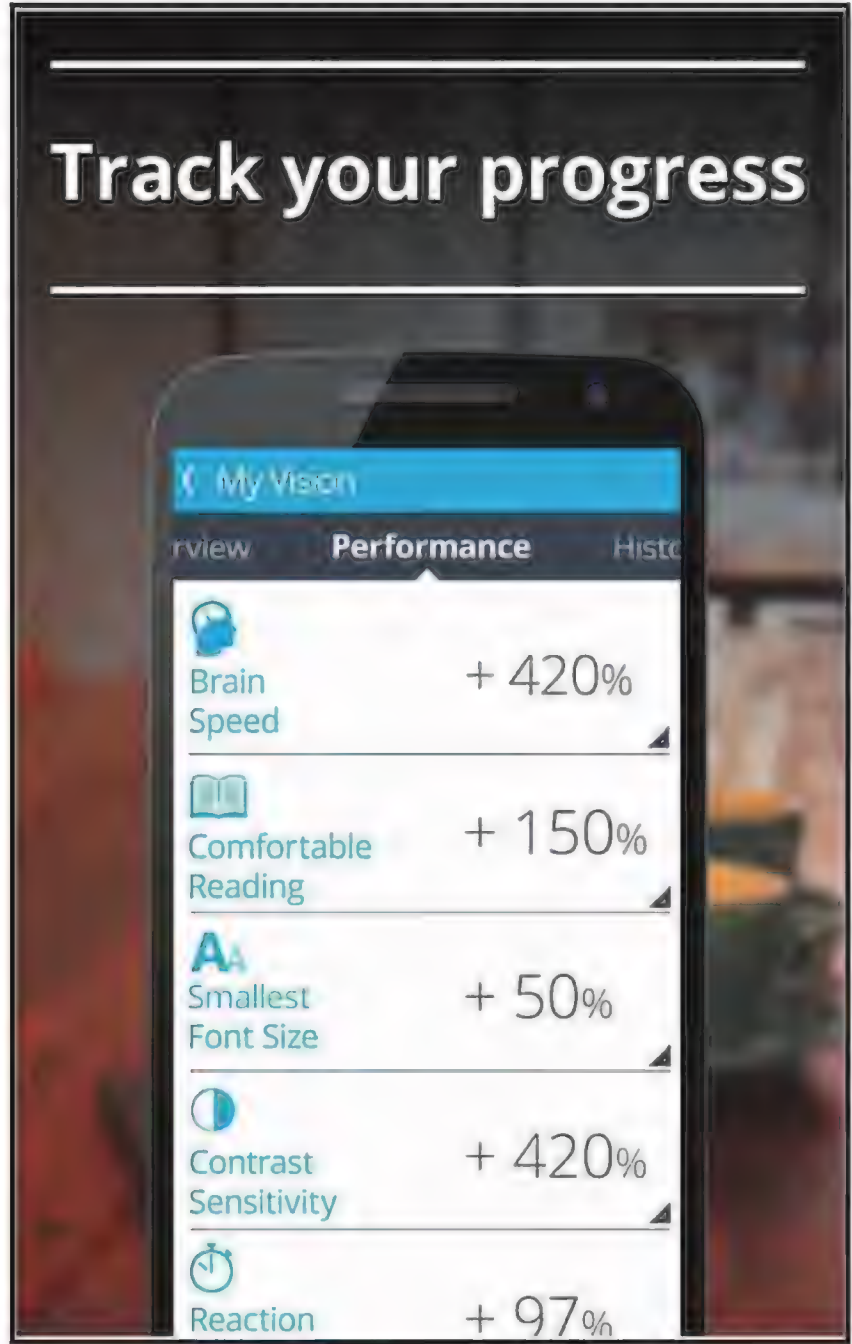 Track your progress
My Vision
rview Performance Histo
Brain
Speed
+ 420%
Comfortable
Reading
+ 150%
AA
Smallest
Font Size
+ 50%
Contrast
Sensitivity
+ 420%
Reaction
+ 97%